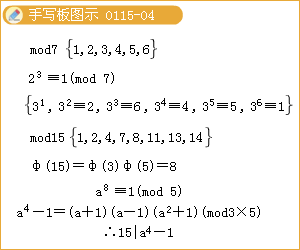 手写板图示 0115-04
mod7 {1,2,3,4,5,6}
2³ ≡1(mod 7)
{3¹, 3²≡2, 3³≡6, 3⁴≡4, 3⁵≡5, 3⁶≡1}
mod15 {1,2,4,7,8,11,13,14}
ф(15)=ф(3)ф(5)=8
a⁸ ≡1(mod 5)
a⁴-1=(a+1)(a-1)(a²+1)(mod3×5)
∴15|a⁴-1